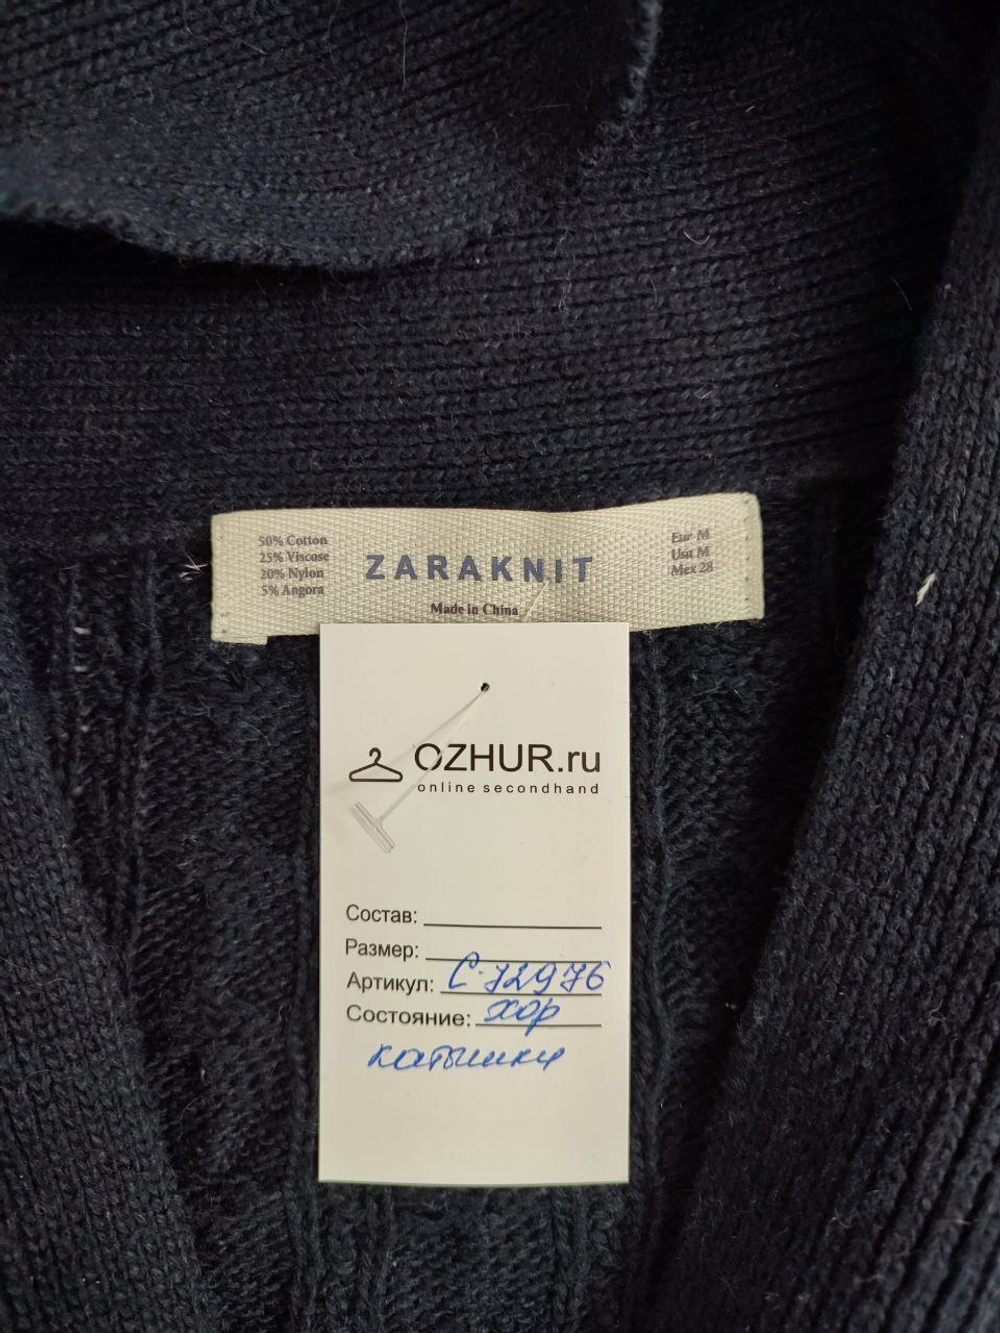 50% Cotton
25% Viscose
20% Nylon
5% Angora
ZARAKNIT
Made in China
Eur M
Usa M
Mex 28
OZHUR.ru
online secondhand
Состав:
Размер:
Артикул: С-72976
Состояние: хор
катышки